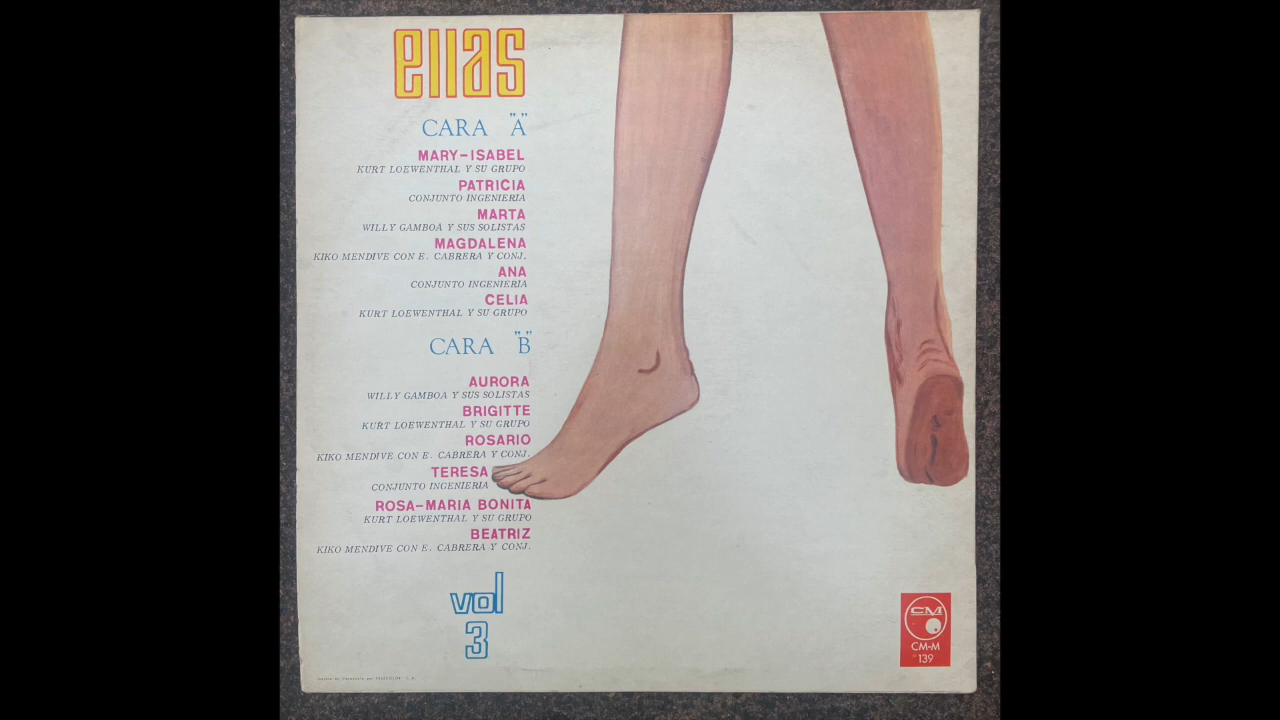 ellas
CARA "A"
MARY-ISABEL
KURT LOEWENTHAL Y SU GRUPO
PATRICIA
CONJUNTO INGENIERIA
MARTA
WILLY GAMBOA Y SUS SOLISTAS
MAGDALENA
KIKO MENDIVE CON E. CABRERA Y CONJ.
ANA
CONJUNTO INGENIERIA
CELIA
KURT LOEWENTHAL Y SU GRUPO
CARA "B"
AURORA
WILLY GAMBOA Y SUS SOLISTAS
BRIGITTE
KURT LOEWENTHAL Y SU GRUPO
ROSARIO
KIKO MENDIVE CON E. CABRERA Y CONJ.
TERESA
CONJUNTO INGENIERIA
ROSA-MARIA BONITA
KURT LOEWENTHAL Y SU GRUPO
BEATRIZ
KIKO MENDIVE CON E. CABRERA Y CONJ.
vol
3
CM
CM-M
139